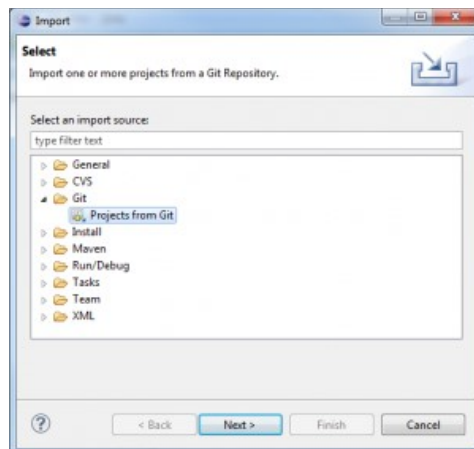 Import
Select
Import one or more projects from a Git Repository.
Select an import source:
type filter text
General
CVS
Git
Projects from Git
Install
Maven
Run/Debug
Tasks
Team
XML
?
< Back
Next >
Finish
Cancel